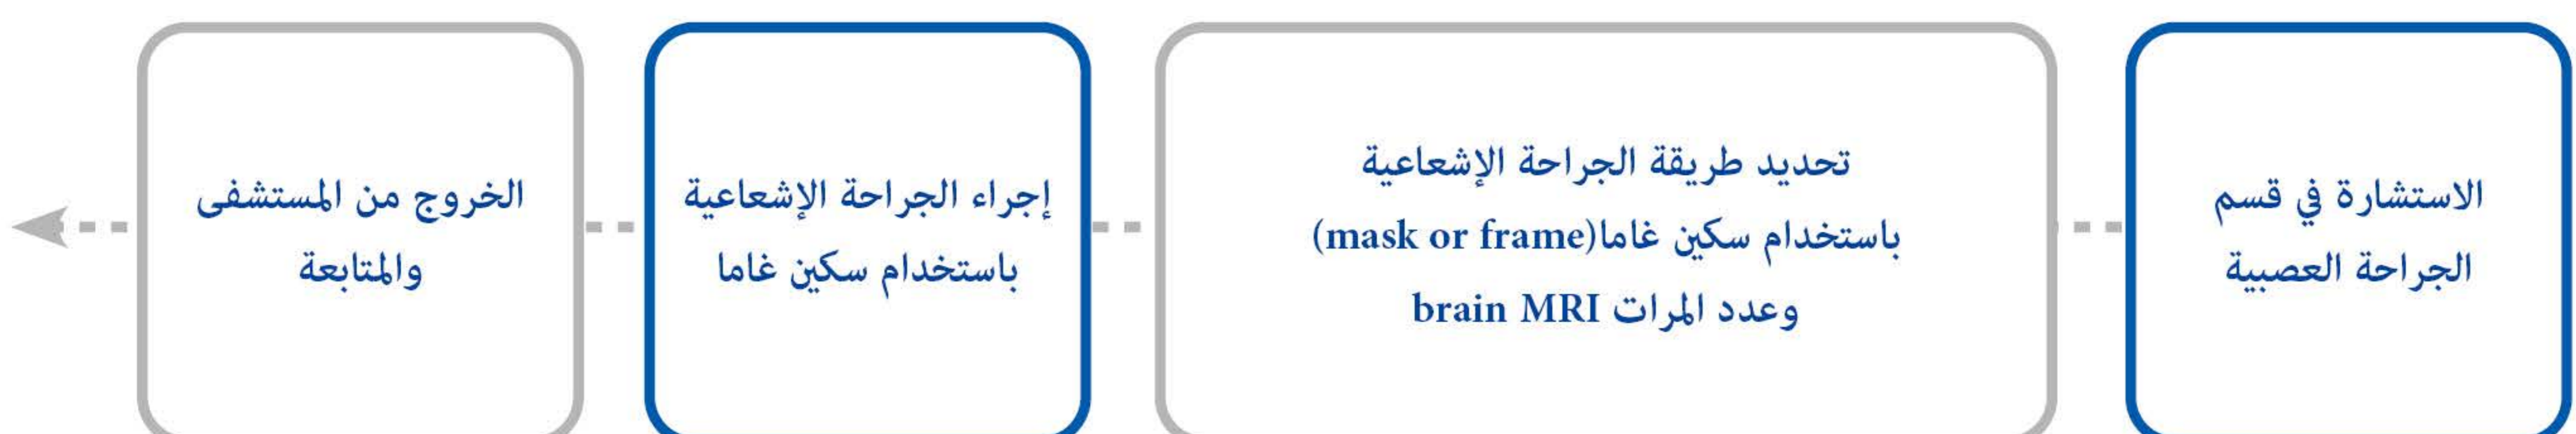 الاستشارة في قسم
الجراحة العصبية
تحديد طريقة الجراحة الإشعاعية
باستخدام سكين غاما(mask or frame)
وعدد المرات brain MRI
إجراء الجراحة الإشعاعية
باستخدام سكين غاما
الخروج من المستشفى
والمتابعة